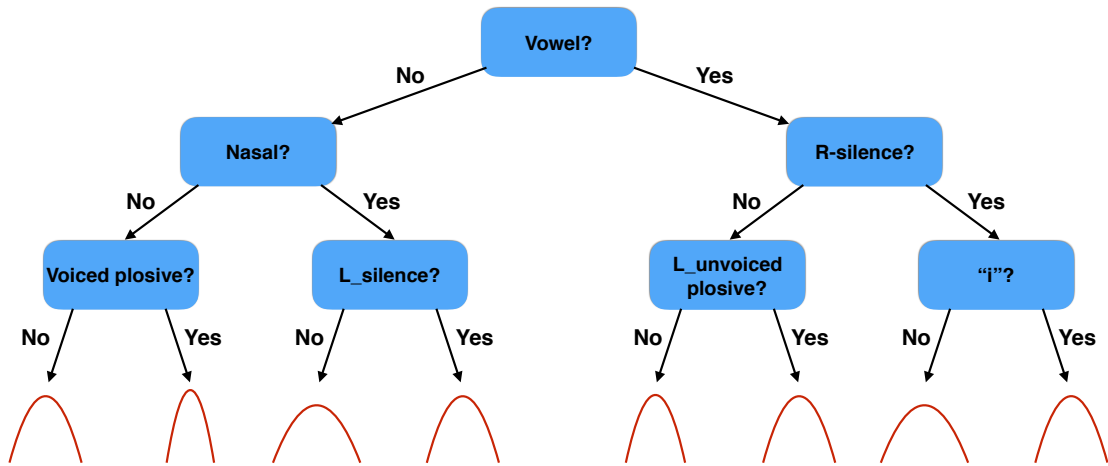 Vowel?
No
Yes
Nasal?
R-silence?
No
Yes
No
Yes
Voiced plosive?
L_silence?
L_unvoiced
plosive?
“i”?
No
Yes
No
Yes
No
Yes
No
Yes